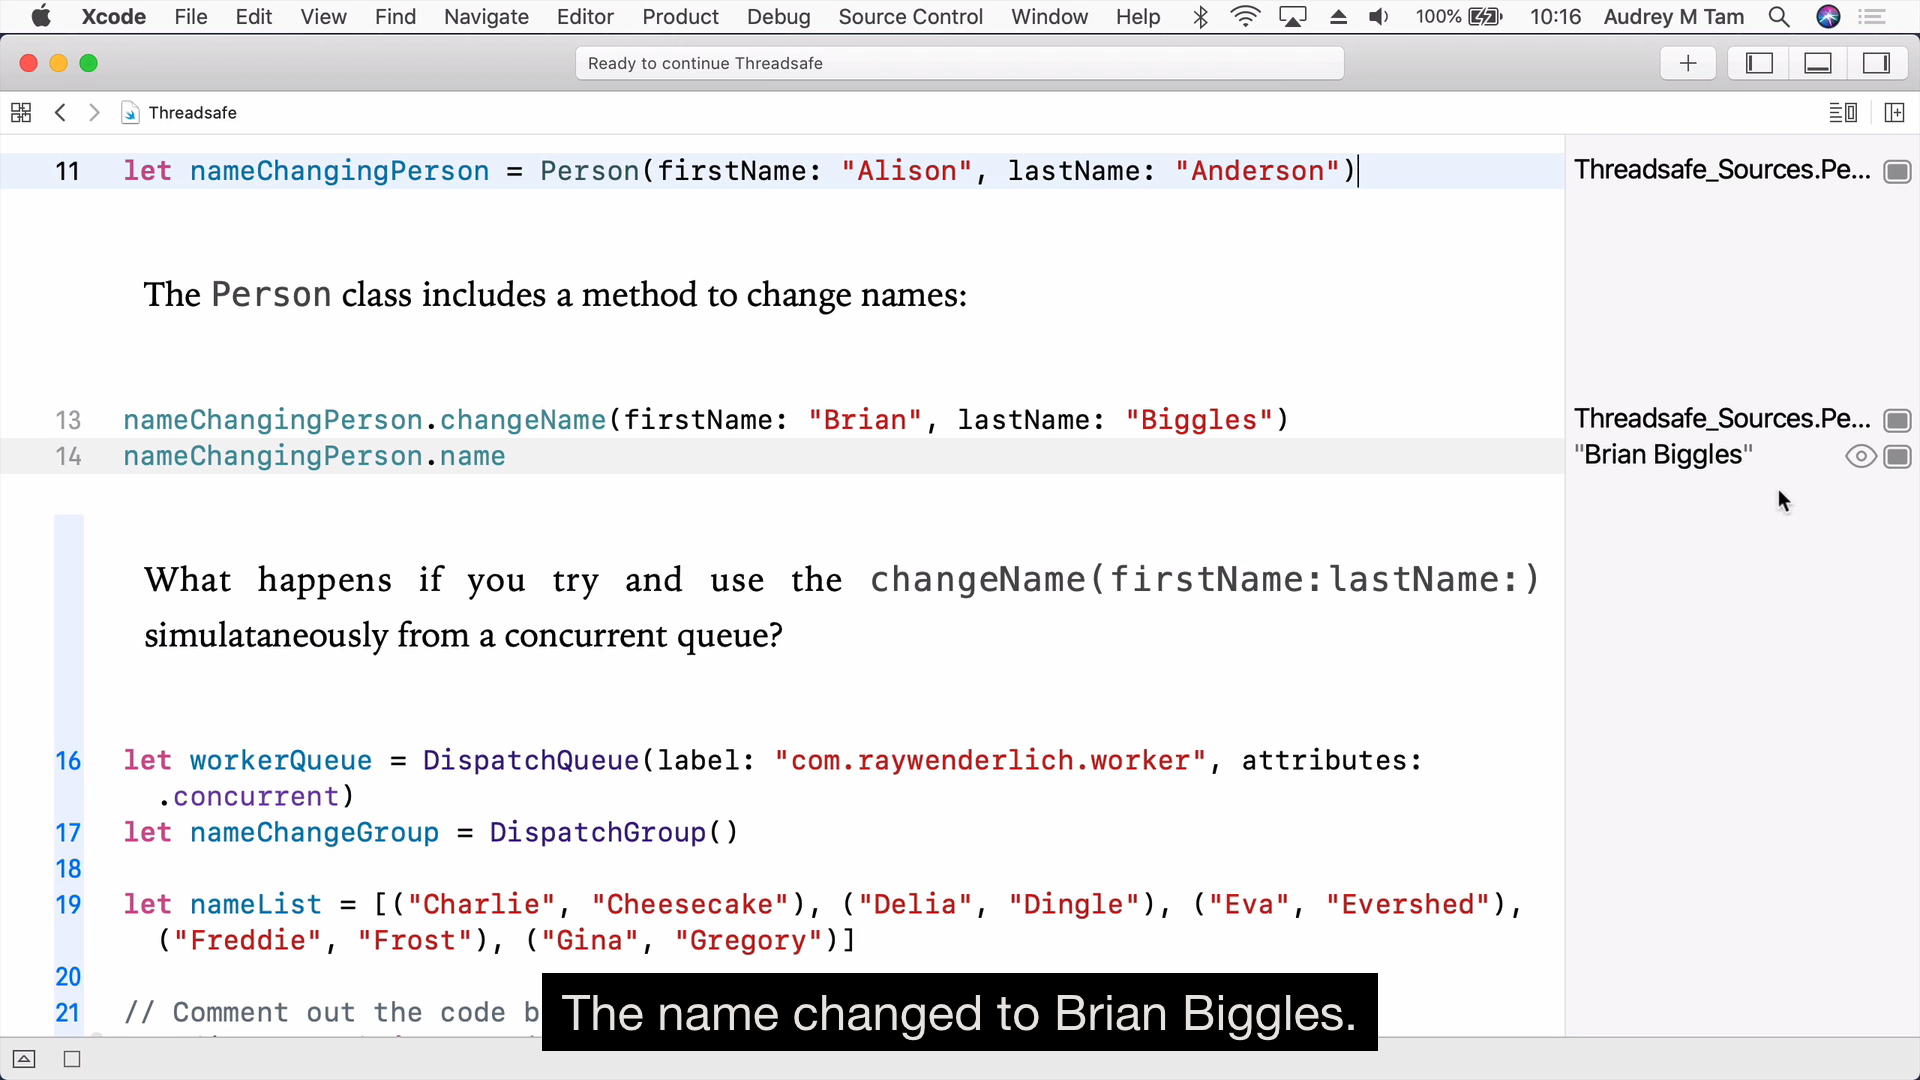 Xcode File Edit View Find Navigate Editor Product Debug Source Control Window Help 100% 10:16 Audrey M Tam
Ready to continue Threadsafe
Threadsafe
11 let nameChangingPerson = Person(firstName: "Alison", lastName: "Anderson") Threadsafe_Sources.Pe...
The Person class includes a method to change names:
13 nameChangingPerson.changeName(firstName: "Brian", lastName: "Biggles") Threadsafe_Sources.Pe...
14 nameChangingPerson.name "Brian Biggles"
What happens if you try and use the changeName(firstName:lastName:)
simulataneously from a concurrent queue?
16 let workerQueue = DispatchQueue(label: "com.raywenderlich.worker", attributes:
.concurrent)
17 let nameChangeGroup = DispatchGroup()
18
19 let nameList = [("Charlie", "Cheesecake"), ("Delia", "Dingle"), ("Eva", "Evershed"),
("Freddie", "Frost"), ("Gina", "Gregory")]
20
21 // Comment out the code b
The name changed to Brian Biggles.